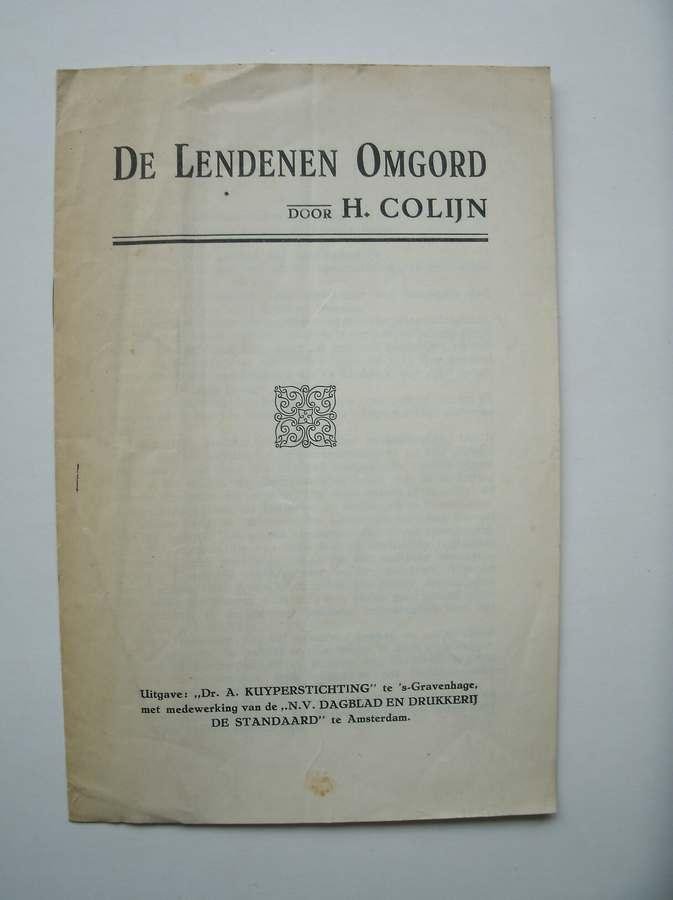 DE LENDENEN OMGORD
DOOR H. COLIJN
Uitgave: „Dr. A. KUYPERSTICHTING" te 's-Gravenhage,
met medewerking van de „N.V. DAGBLAD EN DRUKKERIJ
DE STANDAARD" te Amsterdam.